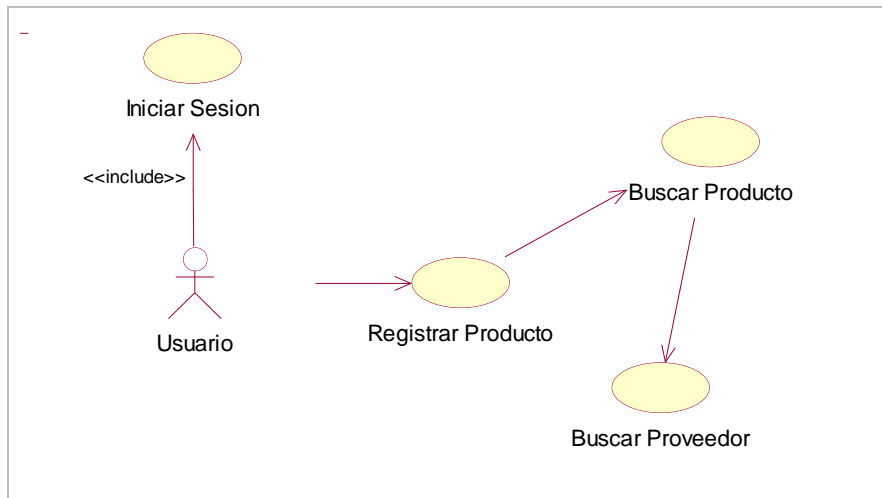 Iniciar Sesion
<<include>>
Buscar Producto
Usuario
Registrar Producto
Buscar Proveedor